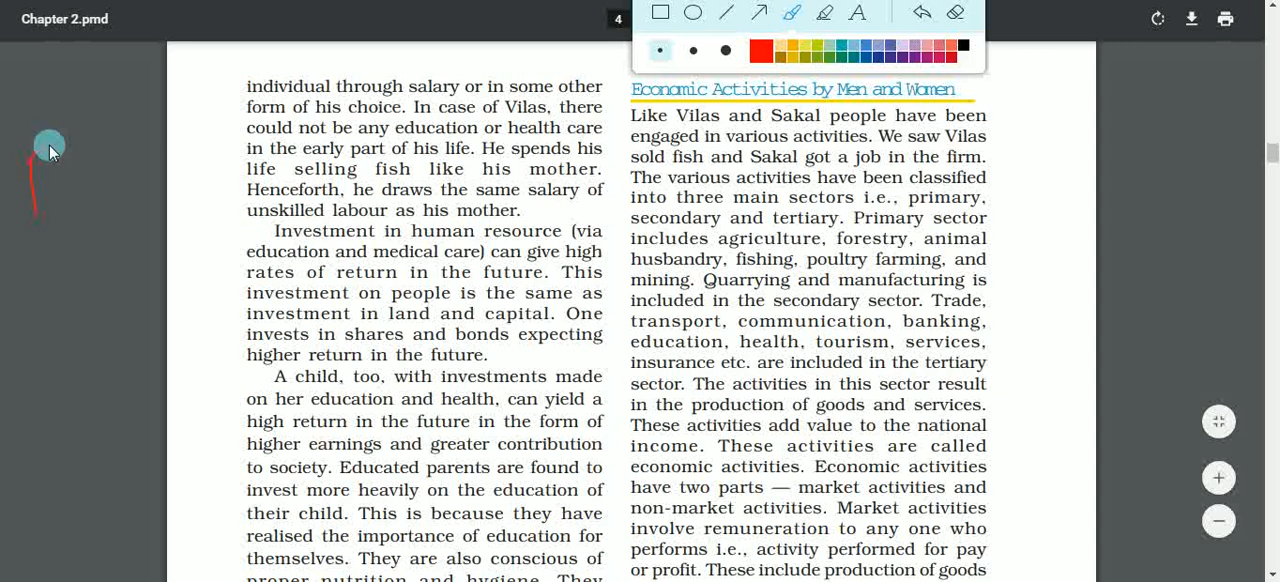 Chapter 2.pmd
4
A
individual through salary or in some other
form of his choice. In case of Vilas, there
could not be any education or health care
in the early part of his life. He spends his
life selling fish like his mother.
Henceforth, he draws the same salary of
unskilled labour as his mother.
Investment in human resource (via
education and medical care) can give high
rates of return in the future. This
investment on people is the same as
investment in land and capital. One
invests in shares and bonds expecting
higher return in the future.
A child, too, with investments made
on her education and health, can yield a
high return in the future in the form of
higher earnings and greater contribution
to society. Educated parents are found to
invest more heavily on the education of
their child. This is because they have
realised the importance of education for
themselves. They are also conscious of
proper nutrition and hygiene. They
Economic Activities by Men and Women
Like Vilas and Sakal people have been
engaged in various activities. We saw Vilas
sold fish and Sakal got a job in the firm.
The various activities have been classified
into three main sectors i.e., primary,
secondary and tertiary. Primary sector
includes agriculture, forestry, animal
husbandry, fishing, poultry farming, and
mining. Quarrying and manufacturing is
included in the secondary sector. Trade,
transport, communication, banking,
education, health, tourism, services,
insurance etc. are included in the tertiary
sector. The activities in this sector result
in the production of goods and services.
These activities add value to the national
income. These activities are called
economic activities. Economic activities
have two parts — market activities and
non-market activities. Market activities
involve remuneration to any one who
performs i.e., activity performed for pay
or profit. These include production of goods